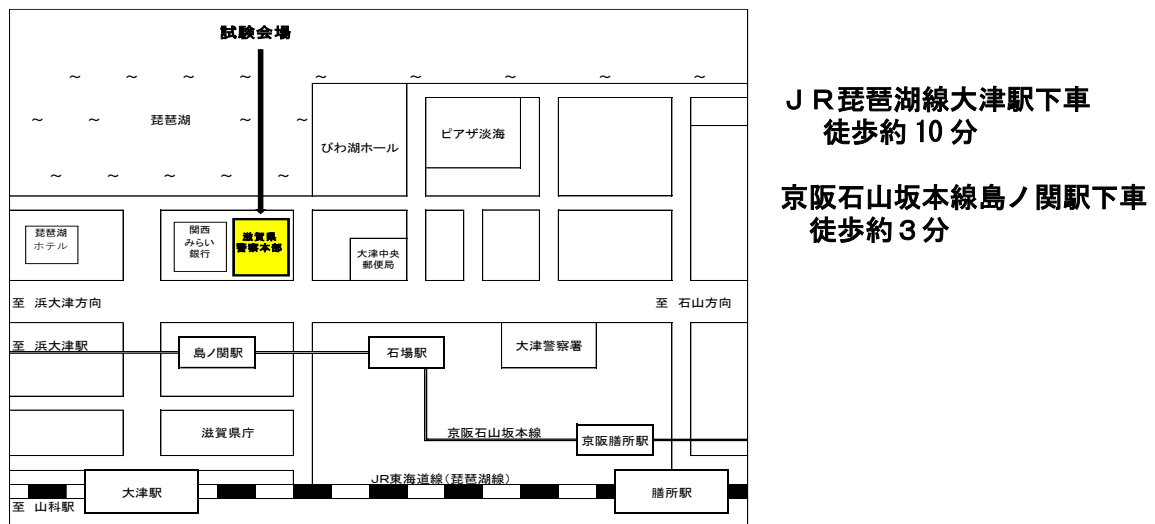 試験会場
～ ～ ～ ～ ～ ～ ～ ～ ～
～ ～ 琵琶湖 ～ ～
びわ湖ホール
ピアザ淡海
～ ～ ～ ～ ～
琵琶湖
ホテル
関西
みらい
銀行
滋賀県
警察本部
大津中央
郵便局
至 浜大津方向
至 石山方向
至 浜大津駅
島ノ関駅
石場駅
大津警察署
滋賀県庁
京阪石山坂本線
京阪膳所駅
JR東海道線(琵琶湖線)
大津駅
膳所駅
至 山科駅
ＪＲ琵琶湖線大津駅下車
徒歩約10分
京阪石山坂本線島ノ関駅下車
徒歩約３分